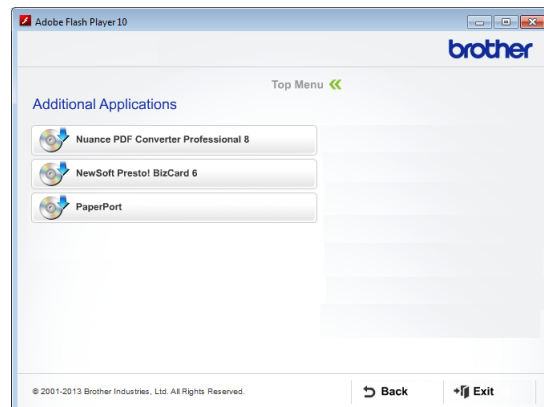 Adobe Flash Player 10
brother
Top Menu
Additional Applications
Nuance PDF Converter Professional 8
NewSoft Presto! BizCard 6
PaperPort
© 2001-2013 Brother Industries, Ltd. All Rights Reserved.
Back
Exit